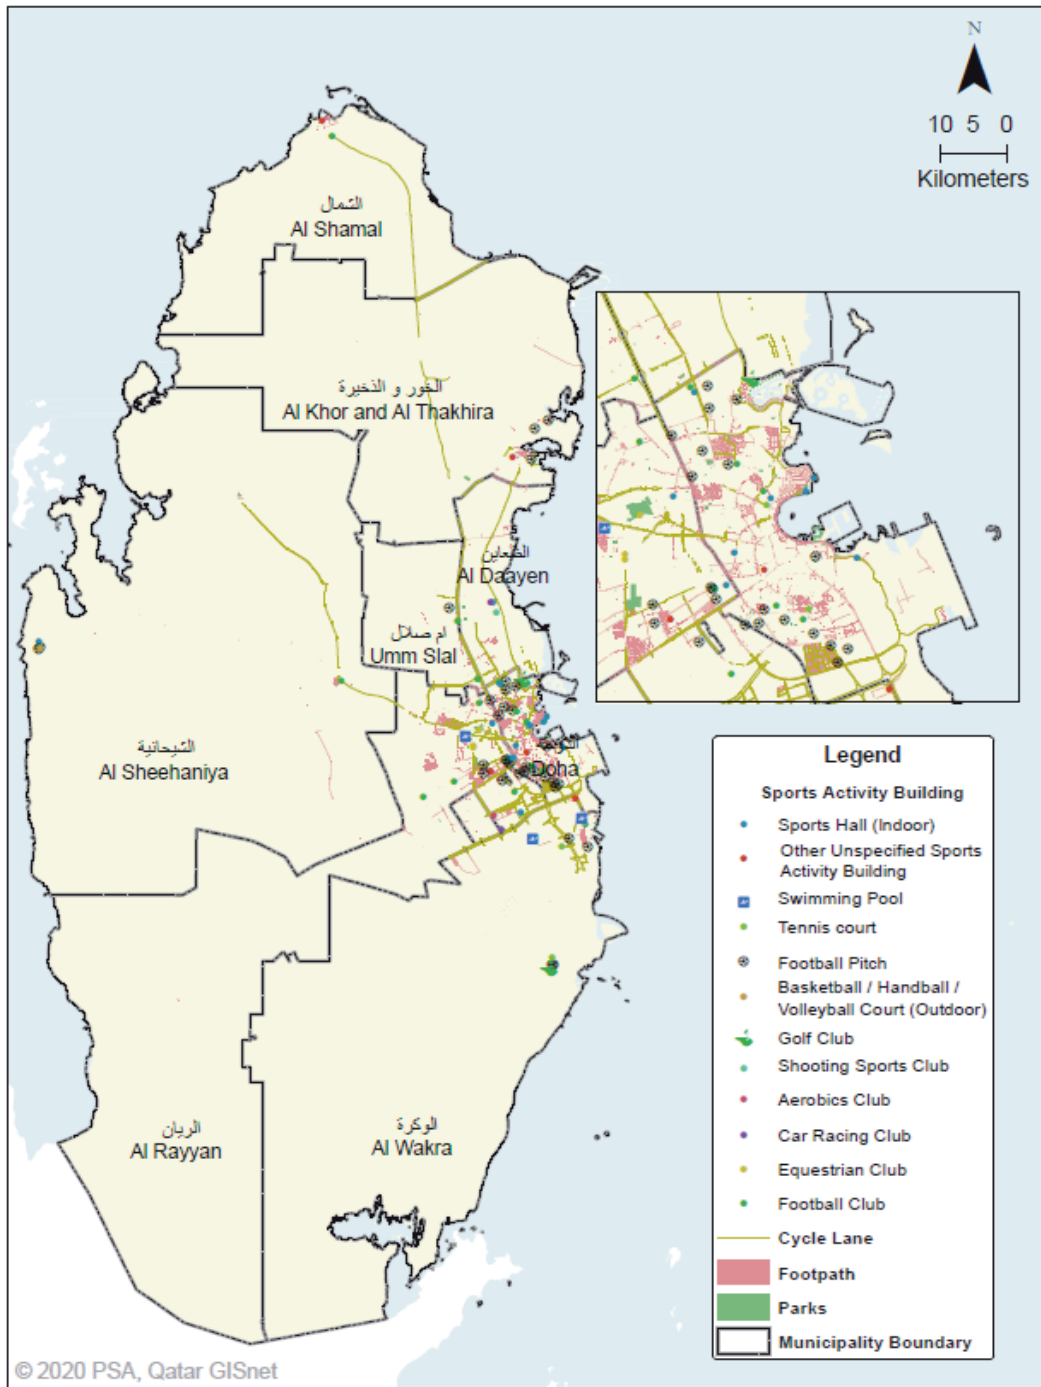 N
10 5 0
Kilometers
الشمال
Al Shamal
الخور و الذخيرة
Al Khor and Al Thakhira
الظعاين
Al Daayen
ام صلال
Umm Slal
الشيحانية
Al Sheehaniya
الدوحة
Doha
الريان
Al Rayyan
الوكرة
Al Wakra
Legend
Sports Activity Building
Sports Hall (Indoor)
Other Unspecified Sports
Activity Building
Swimming Pool
Tennis court
Football Pitch
Basketball / Handball /
Volleyball Court (Outdoor)
Golf Club
Shooting Sports Club
Aerobics Club
Car Racing Club
Equestrian Club
Football Club
Cycle Lane
Footpath
Parks
Municipality Boundary
© 2020 PSA, Qatar GISnet